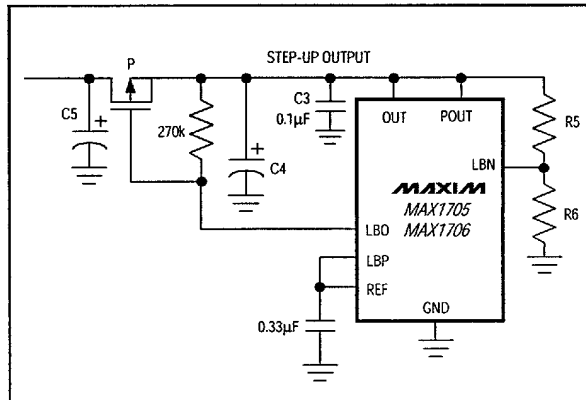 P
STEP-UP OUTPUT
C5
+
270k
+
C4
C3
0.1µF
OUT
POUT
R5
LBN
MAXIM
MAX1705
MAX1706
R6
LBO
LBP
REF
GND
0.33µF